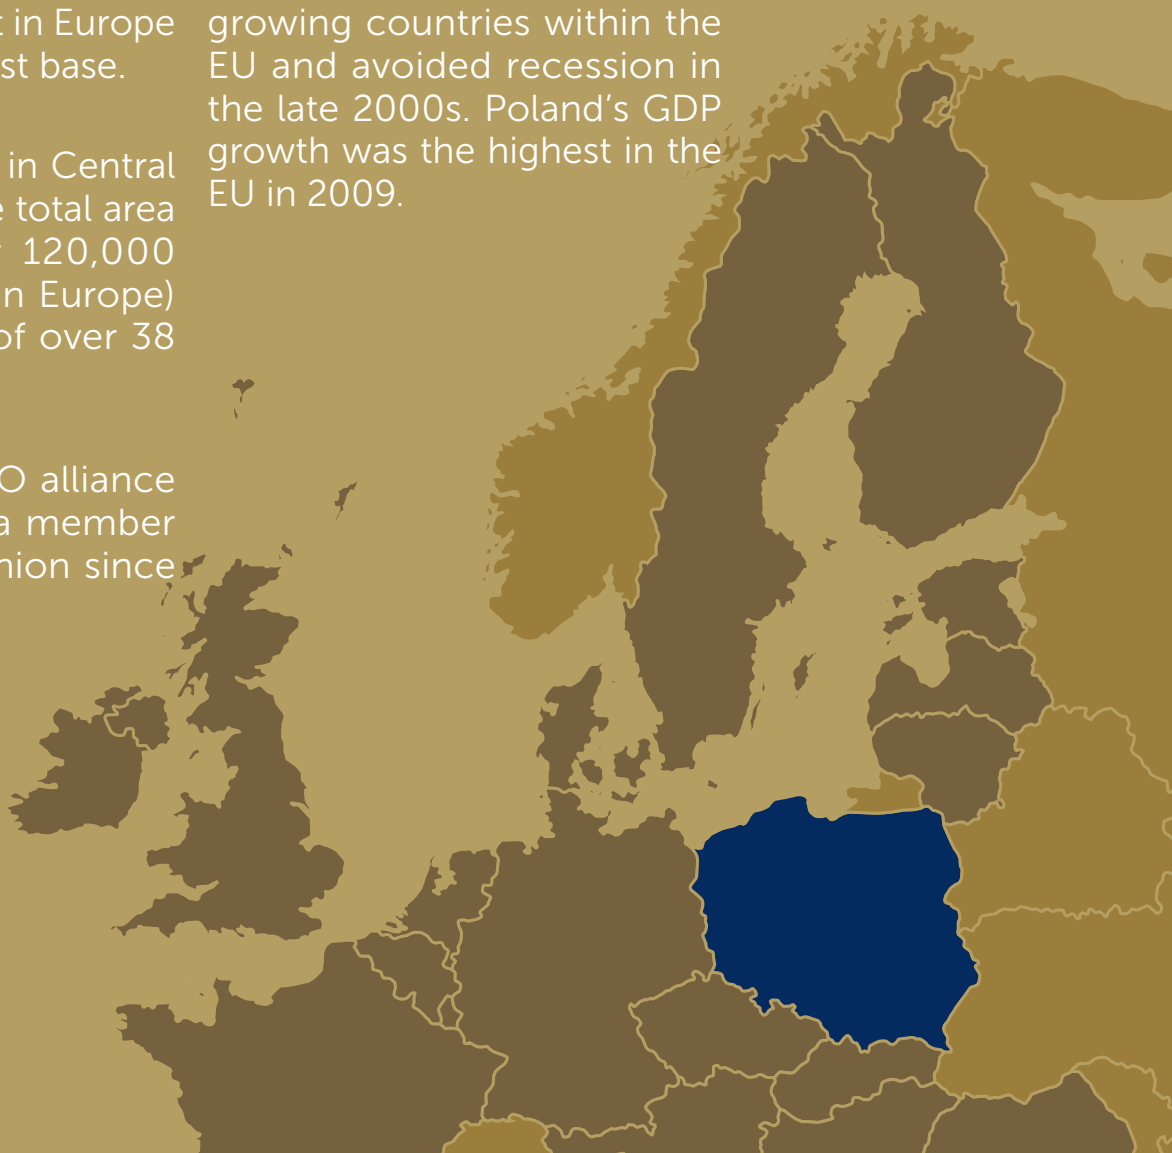 t in Europe
st base.
in Central
e total area
120,000
n Europe)
of over 38
O alliance
a member
nion since
growing countries within the
EU and avoided recession in
the late 2000s. Poland’s GDP
growth was the highest in the
EU in 2009.